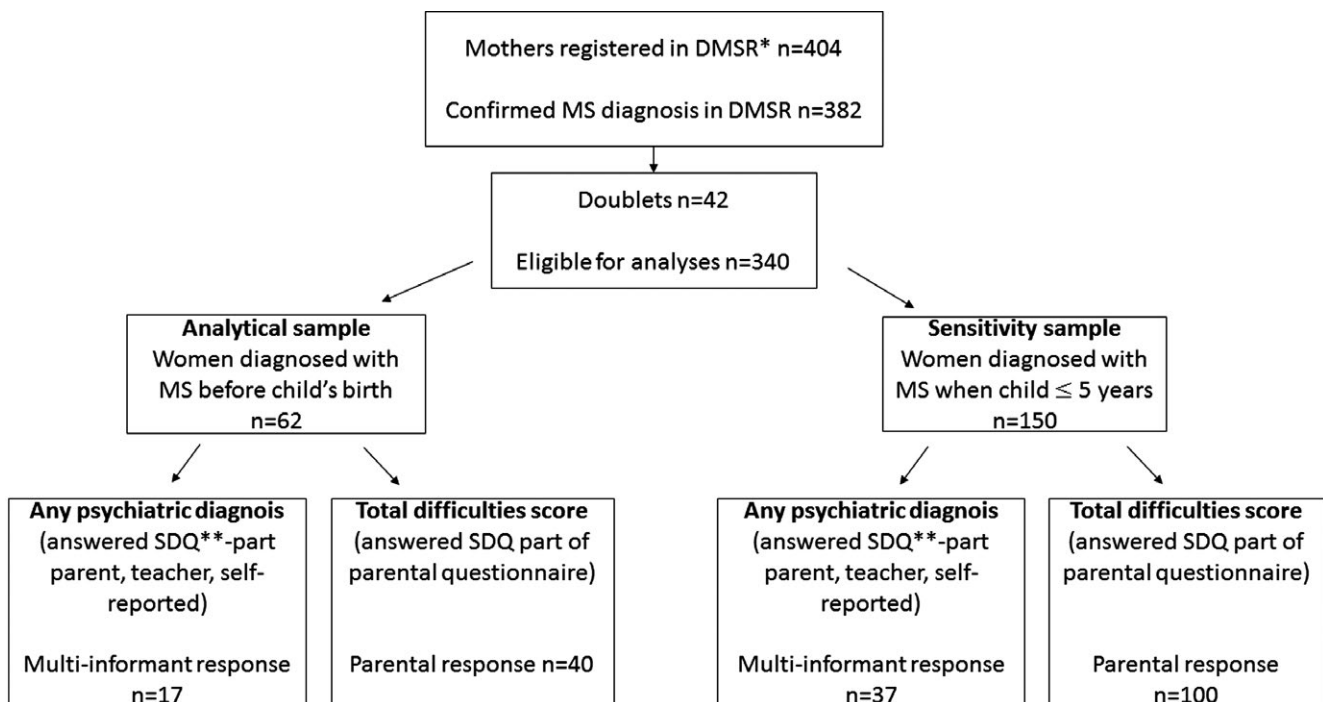 Mothers registered in DMSR* n=404
Confirmed MS diagnosis in DMSR n=382
Doublets n=42
Eligible for analyses n=340
Analytical sample
Women diagnosed with
MS before child's birth
n=62
Sensitivity sample
Women diagnosed with
MS when child ≤ 5 years
n=150
Any psychiatric diagnois
(answered SDQ**-part
parent, teacher, self-
reported)
Multi-informant response
n=17
Total difficulties score
(answered SDQ part of
parental questionnaire)
Parental response n=40
Any psychiatric diagnois
(answered SDQ**-part
parent, teacher, self-
reported)
Multi-informant response
n=37
Total difficulties score
(answered SDQ part of
parental questionnaire)
Parental response
n=100